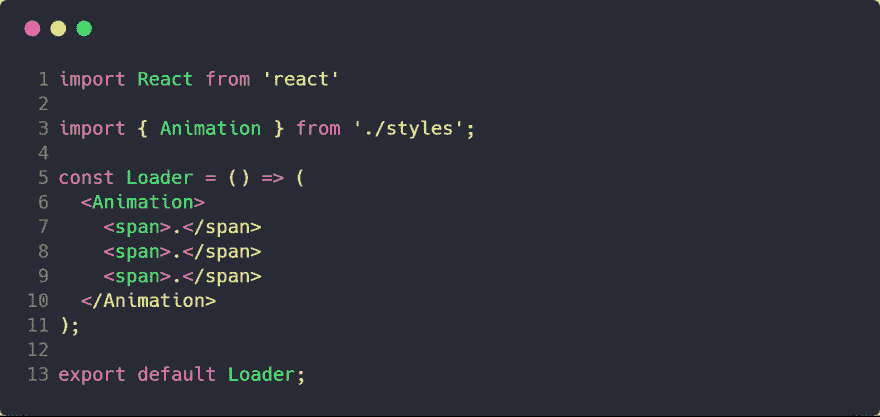 1 import React from 'react'
2
3 import { Animation } from './styles';
4
5 const Loader = () => (
6   <Animation>
7     <span>.</span>
8     <span>.</span>
9     <span>.</span>
10   </Animation>
11 );
12
13 export default Loader;